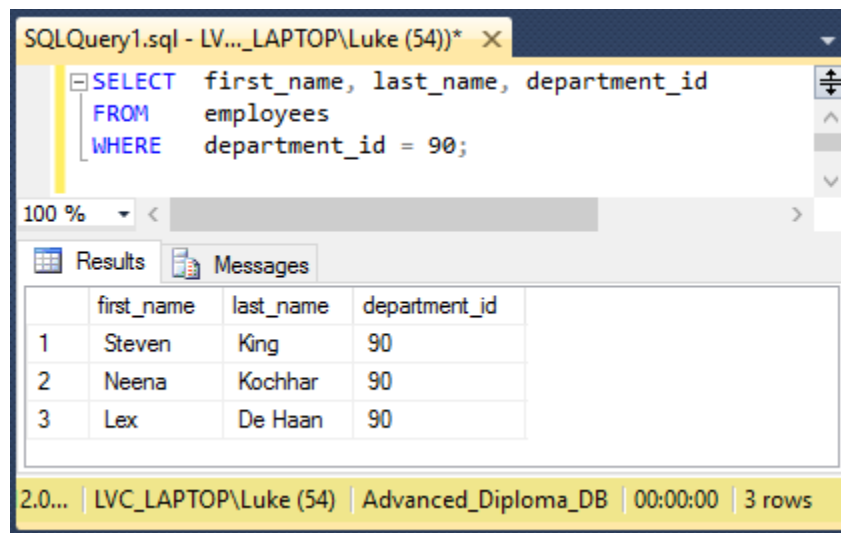 SQLQuery1.sql - LV..._LAPTOP\Luke (54))*
SELECT first_name, last_name, department_id
FROM employees
WHERE department_id = 90;
100 %
Results Messages
first_name last_name department_id
1 Steven King 90
2 Neena Kochhar 90
3 Lex De Haan 90
2.0... LVC_LAPTOP\Luke (54) Advanced_Diploma_DB 00:00:00 3 rows